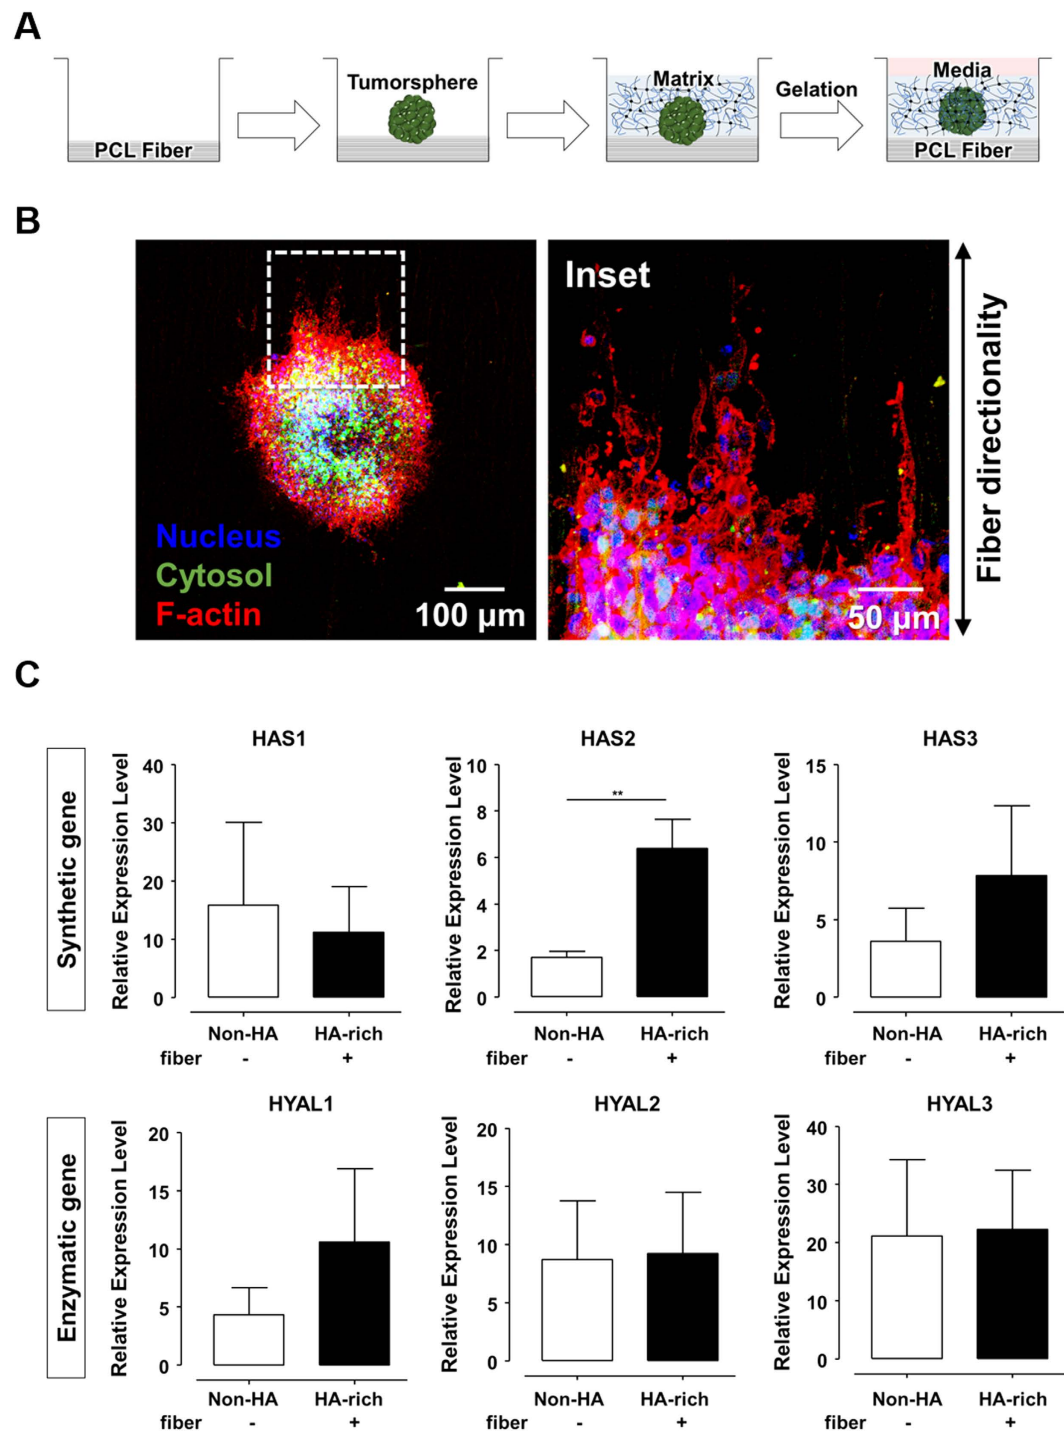 A
PCL Fiber
Tumorsphere
Matrix
Gelation
Media
PCL Fiber
B
Nucleus
Cytosol
F-actin
100 µm
Inset
50 µm
Fiber directionality
C
Synthetic gene
HAS1
Relative Expression Level
40
30
20
10
0
Non-HA HA-rich
fiber - +
HAS2
Relative Expression Level
10
8
6
4
2
0
**
Non-HA HA-rich
fiber - +
HAS3
Relative Expression Level
15
10
5
0
Non-HA HA-rich
fiber - +
Enzymatic gene
HYAL1
Relative Expression Level
20
15
10
5
0
Non-HA HA-rich
fiber - +
HYAL2
Relative Expression Level
20
15
10
5
0
Non-HA HA-rich
fiber - +
HYAL3
Relative Expression Level
40
30
20
10
0
Non-HA HA-rich
fiber - +